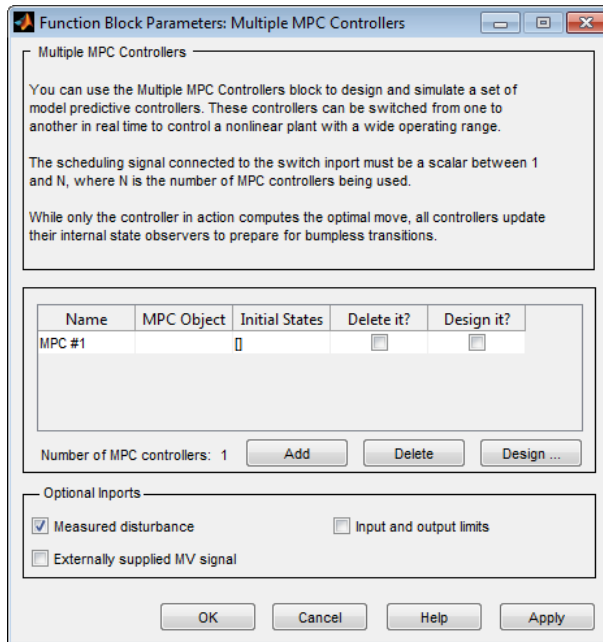 Function Block Parameters: Multiple MPC Controllers
Multiple MPC Controllers
You can use the Multiple MPC Controllers block to design and simulate a set of
model predictive controllers. These controllers can be switched from one to
another in real time to control a nonlinear plant with a wide operating range.
The scheduling signal connected to the switch inport must be a scalar between 1
and N, where N is the number of MPC controllers being used.
While only the controller in action computes the optimal move, all controllers update
their internal state observers to prepare for bumpless transitions.
Name MPC Object Initial States Delete it? Design it?
MPC #1 []
Number of MPC controllers: 1 Add Delete Design ...
Optional Inports
Measured disturbance Input and output limits
Externally supplied MV signal
OK Cancel Help Apply